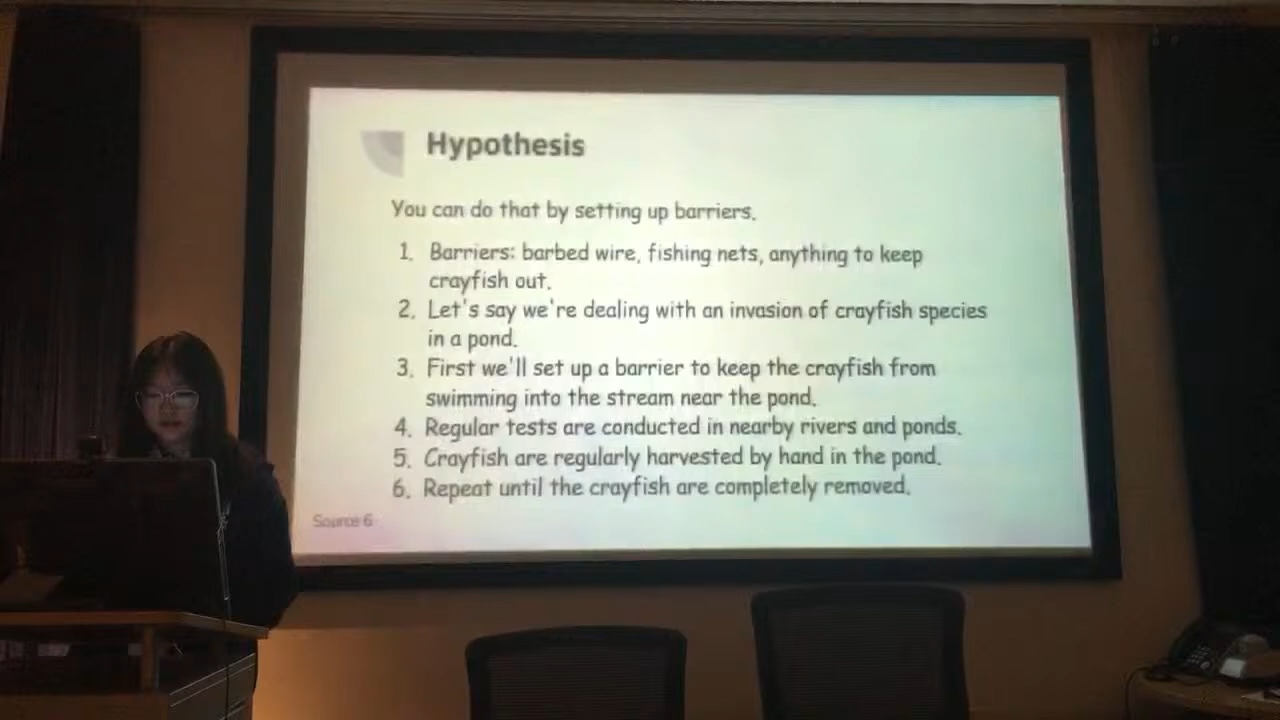 Hypothesis
You can do that by setting up barriers.
1. Barriers: barbed wire, fishing nets, anything to keep
crayfish out.
2. Let's say we're dealing with an invasion of crayfish species
in a pond.
3. First we'll set up a barrier to keep the crayfish from
swimming into the stream near the pond.
4. Regular tests are conducted in nearby rivers and ponds.
5. Crayfish are regularly harvested by hand in the pond.
6. Repeat until the crayfish are completely removed.
Source 6